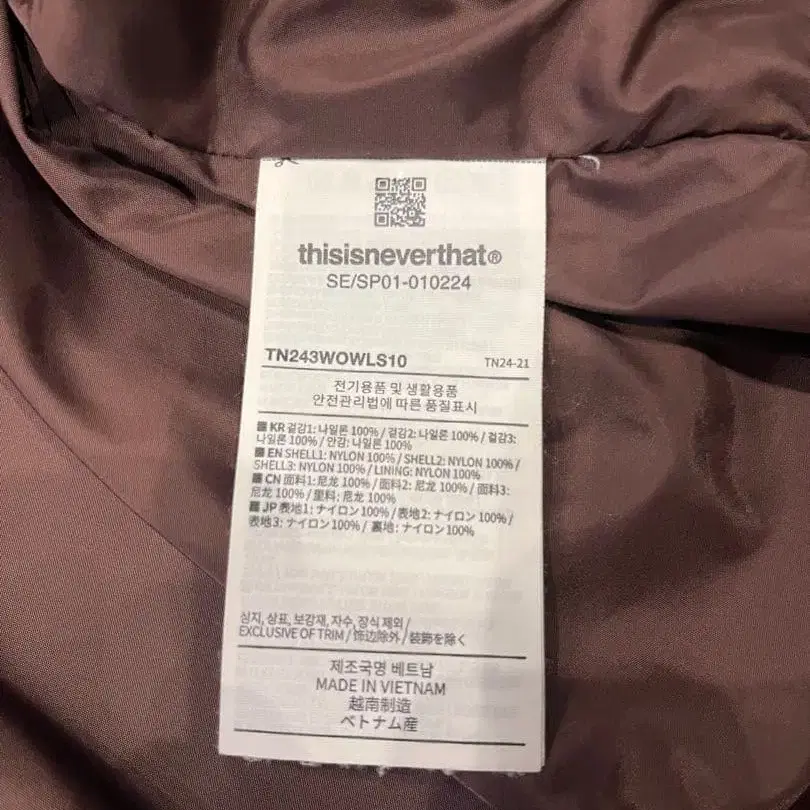 thisisneverthat®
SE/SP01-010224
TN243WOWLS10
TN24-21
전기용품 및 생활용품
안전관리법에 따른 품질표시
KR 겉감1: 나일론 100% / 겉감2: 나일론 100% / 겉감3:
나일론 100% / 안감: 나일론 100%
EN SHELL1: NYLON 100% / SHELL2: NYLON 100% /
SHELL3: NYLON 100% / LINING: NYLON 100%
CN 面料1: 尼龙 100% / 面料2: 尼龙 100% / 面料3:
尼龙 100% / 里料: 尼龙 100%
JP 表地1: ナイロン 100% / 表地2: ナイロン 100% /
表地3: ナイロン 100% / 裏地: ナイロン 100%
심지, 상표, 보강재, 자수, 장식 제외 /
EXCLUSIVE OF TRIM / 饰边除外 / 装飾を除く
제조국명 베트남
MADE IN VIETNAM
越南制造
ベトナム産